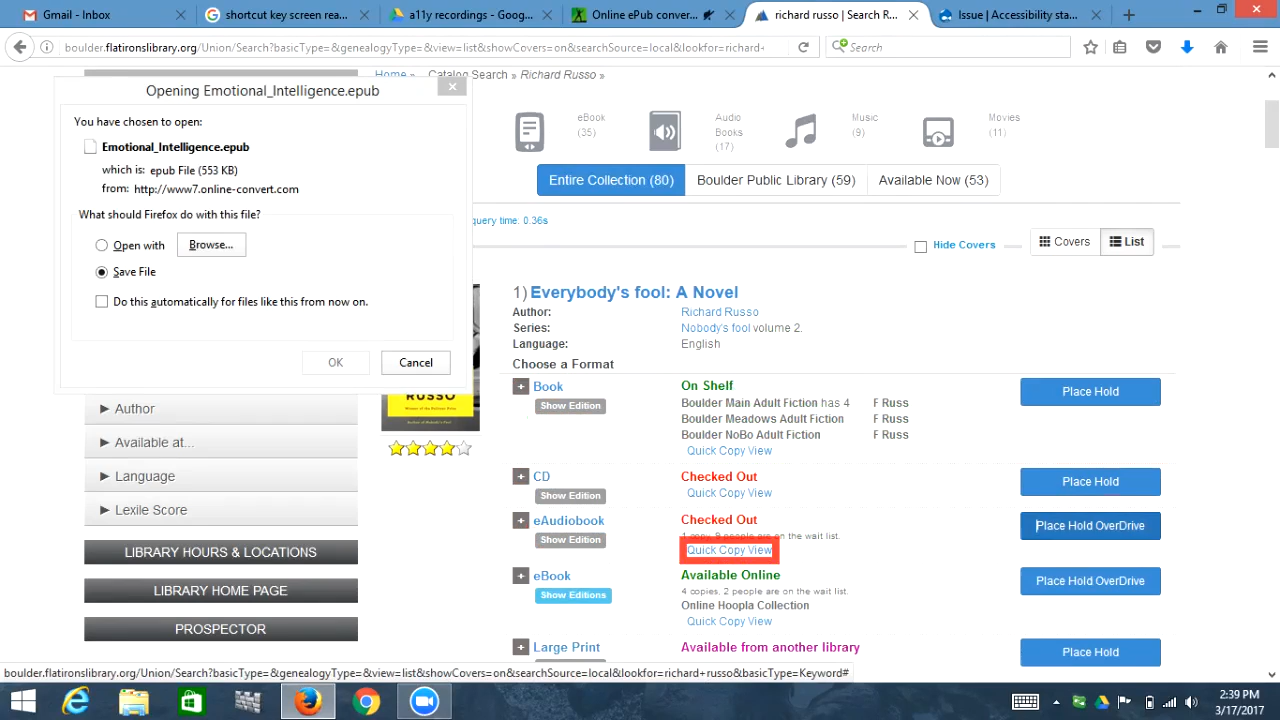 Gmail - Inbox
shortcut key screen rea...
a11y recordings - Goog...
Online ePub conver...
richard russo | Search R...
Issue | Accessibility sta...
boulder.flatironslibrary.org/Union/Search?basicType=&genealogyType=&view=list&showCovers=on&searchSource=local&lookfor=richard+
Search
Home » Catalog Search » Richard Russo »
Opening Emotional_Intelligence.epub
You have chosen to open:
Emotional_Intelligence.epub
which is: epub File (553 KB)
from: http://www7.online-convert.com
What should Firefox do with this file?
Open with
Browse...
Save File
Do this automatically for files like this from now on.
OK
Cancel
eBook
(35)
Audio
Books
(17)
Music
(9)
Movies
(11)
Entire Collection (80)
Boulder Public Library (59)
Available Now (53)
query time: 0.36s
Hide Covers
Covers
List
1) Everybody's fool: A Novel
Author: Richard Russo
Series: Nobody's fool volume 2.
Language: English
Choose a Format
+ Book
Show Edition
On Shelf
Boulder Main Adult Fiction has 4 F Russ
Boulder Meadows Adult Fiction F Russ
Boulder NoBo Adult Fiction F Russ
Quick Copy View
Place Hold
+ CD
Show Edition
Checked Out
Quick Copy View
Place Hold
+ eAudiobook
Show Edition
Checked Out
1 copy, 9 people are on the wait list.
Quick Copy View
Place Hold OverDrive
+ eBook
Show Editions
Available Online
4 copies, 2 people are on the wait list.
Online Hoopla Collection
Quick Copy View
Place Hold OverDrive
+ Large Print
Available from another library
Place Hold
RUSSO
Author
Available at...
Language
Lexile Score
LIBRARY HOURS & LOCATIONS
LIBRARY HOME PAGE
PROSPECTOR
boulder.flatironslibrary.org/Union/Search?basicType=&genealogyType=&view=list&showCovers=on&searchSource=local&lookfor=richard+russo&basicType=Keyword#
2:39 PM
3/17/2017